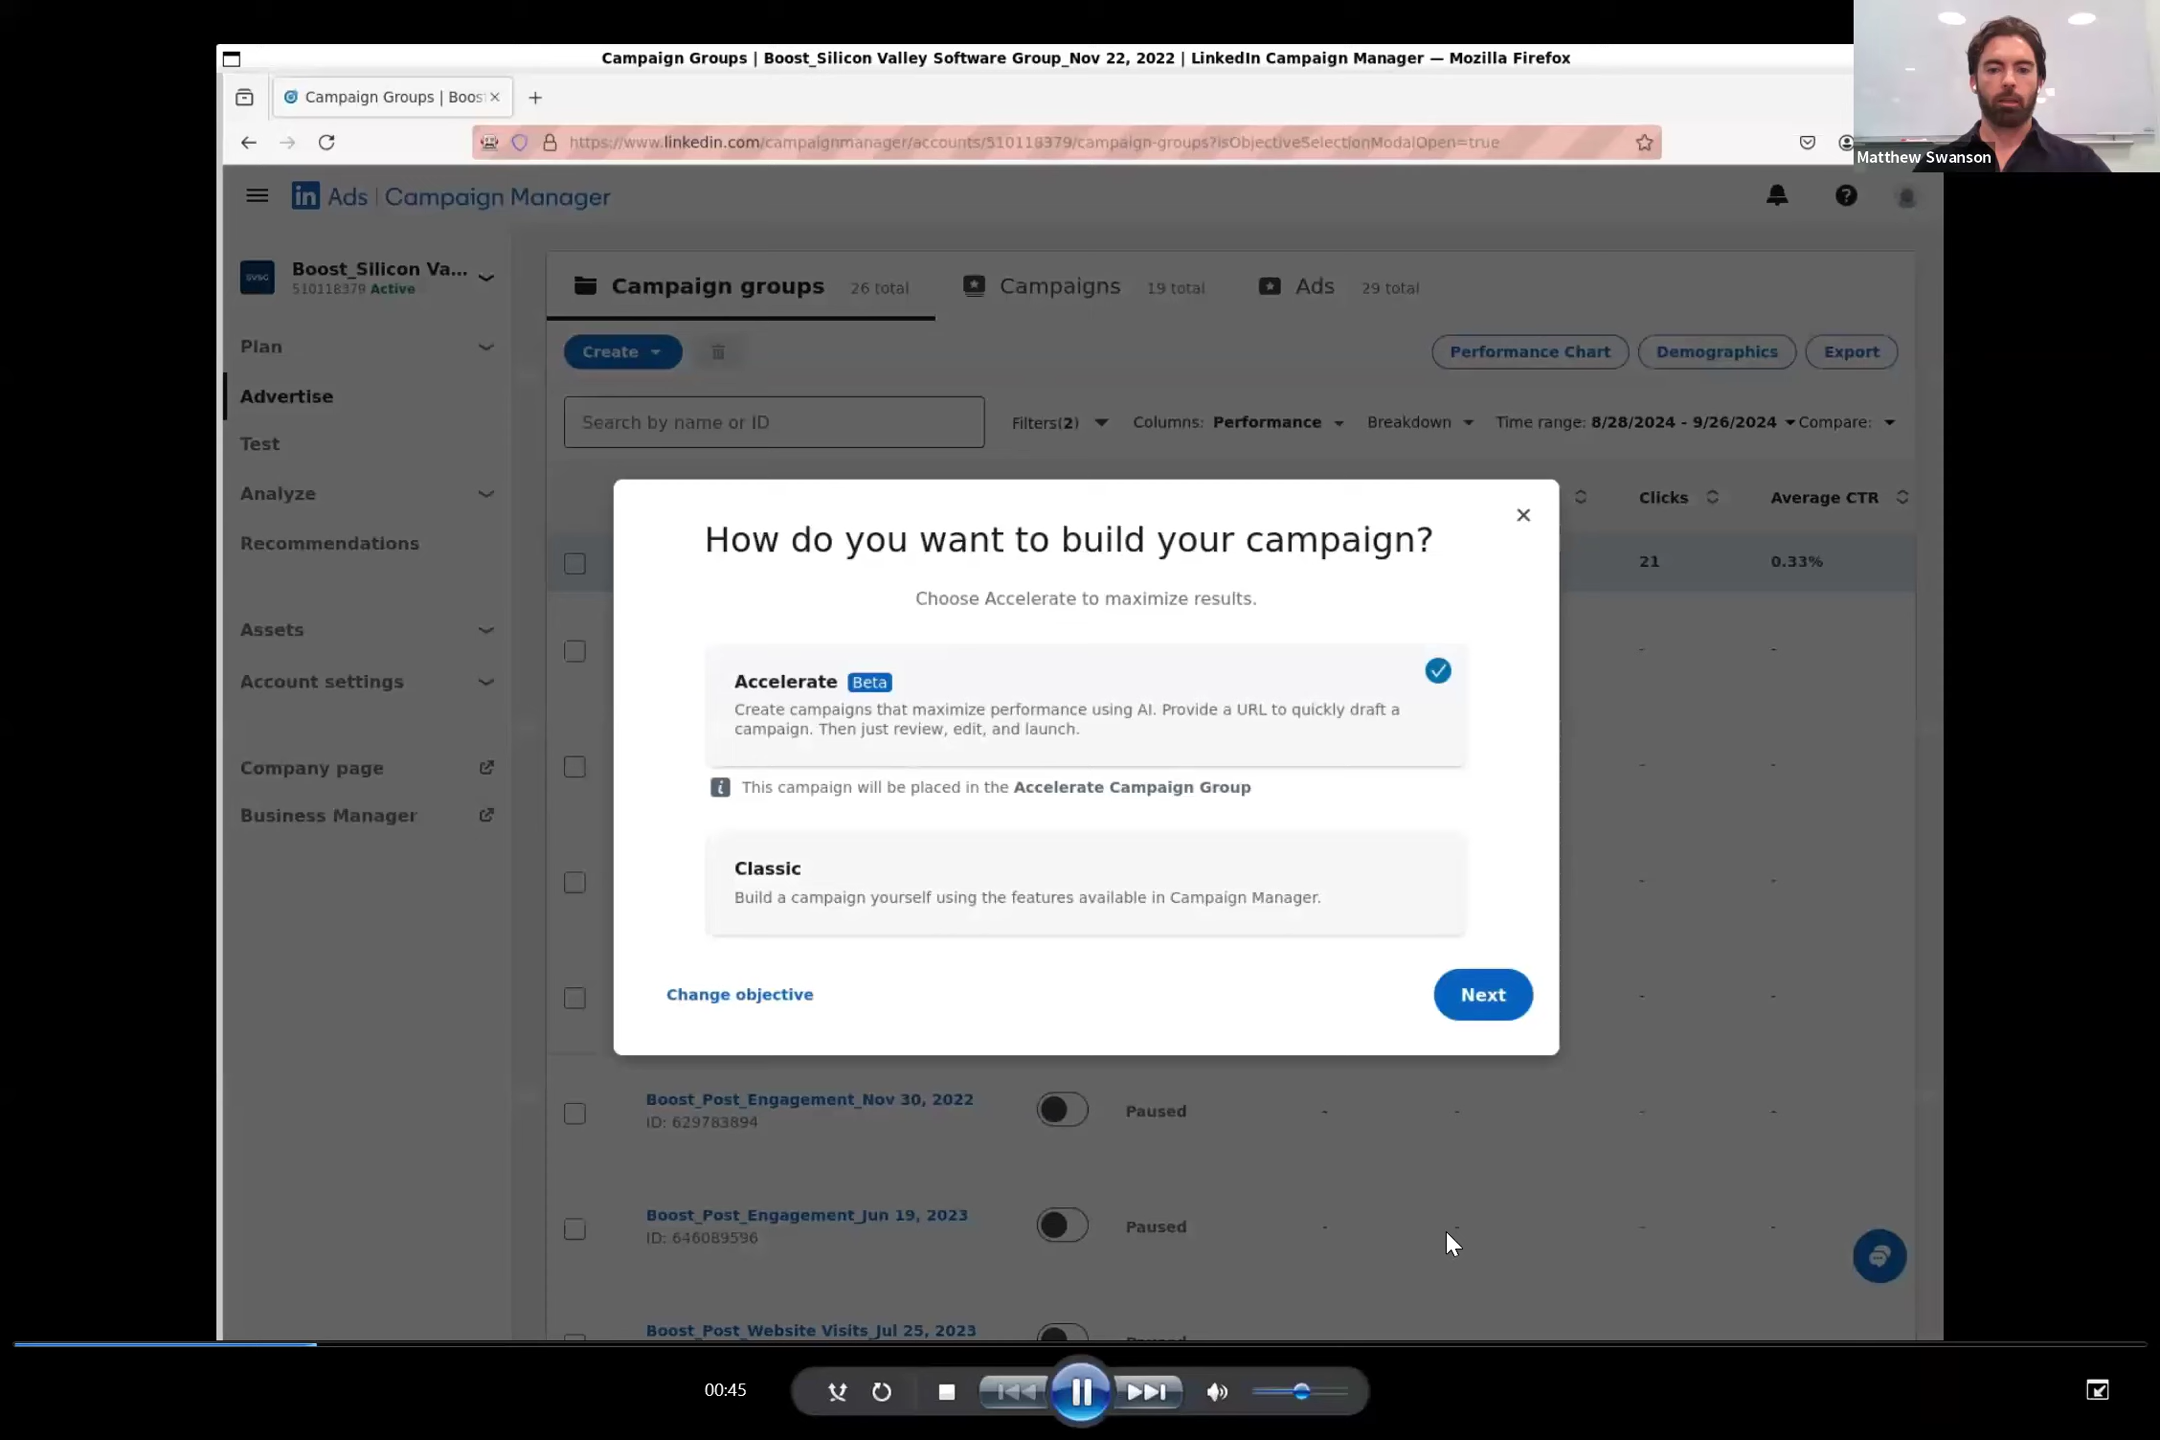 Campaign Groups | Boost_Silicon Valley Software Group_Nov 22, 2022 | LinkedIn Campaign Manager — Mozilla Firefox
Campaign Groups | Boos
https://www.linkedin.com/campaignmanager/accounts/510118379/campaign-groups?isObjectiveSelectionModalOpen=true
Matthew Swanson
in Ads | Campaign Manager
SVSG
Boost_Silicon Va...
510118379 Active
Plan
Advertise
Test
Analyze
Recommendations
Assets
Account settings
Company page
Business Manager
Campaign groups 26 total
Campaigns 19 total
Ads 29 total
Create
Performance Chart
Demographics
Export
Search by name or ID
Filters(2)
Columns: Performance
Breakdown
Time range: 8/28/2024 - 9/26/2024
Compare:
Clicks
Average CTR
21
0.33%
How do you want to build your campaign?
Choose Accelerate to maximize results.
Accelerate Beta
Create campaigns that maximize performance using AI. Provide a URL to quickly draft a
campaign. Then just review, edit, and launch.
This campaign will be placed in the Accelerate Campaign Group
Classic
Build a campaign yourself using the features available in Campaign Manager.
Change objective
Next
Boost_Post_Engagement_Nov 30, 2022
ID: 629783894
Paused
Boost_Post_Engagement_Jun 19, 2023
ID: 646089596
Paused
Boost_Post_Website Visits_Jul 25, 2023
00:45